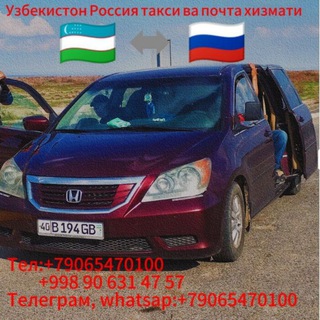 Узбекистон Россия такси ва почта хизмати
40 B 194 GB
Тел:+79065470100
+998 90 631 47 57
Телеграм, whatsap:+79065470100